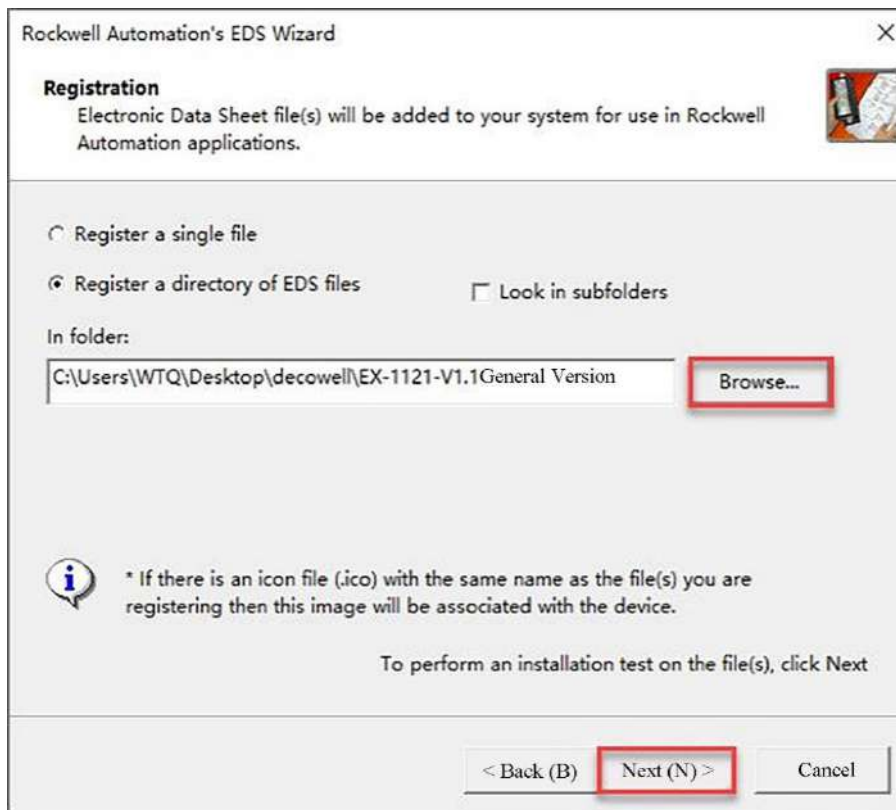 Rockwell Automation's EDS Wizard
Registration
Electronic Data Sheet file(s) will be added to your system for use in Rockwell
Automation applications.
Register a single file
Register a directory of EDS files
Look in subfolders
In folder:
C:\Users\WTQ\Desktop\decowell\EX-1121-V1.1General Version
Browse...
* If there is an icon file (.ico) with the same name as the file(s) you are
registering then this image will be associated with the device.
To perform an installation test on the file(s), click Next
< Back (B)
Next (N) >
Cancel